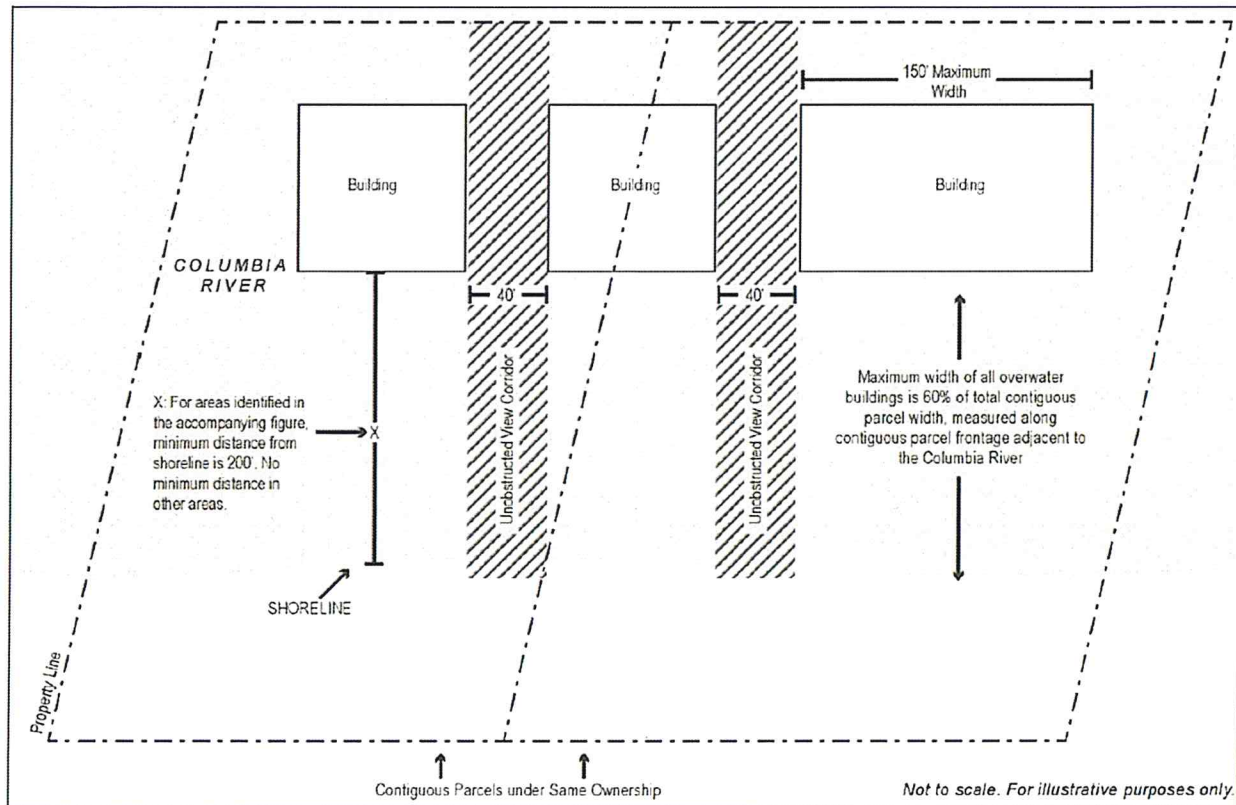 150' Maximum
Width
Building
Building
Building
COLUMBIA
RIVER
40'
40'
Unobstructed View Corridor
Unobstructed View Corridor
X: For areas identified in
the accompanying figure,
minimum distance from
shoreline is 200'. No
minimum distance in
other areas.
X
Maximum width of all overwater
buildings is 60% of total contiguous
parcel width, measured along
contiguous parcel frontage adjacent to
the Columbia River
SHORELINE
Property Line
Contiguous Parcels under Same Ownership
Not to scale. For illustrative purposes only.